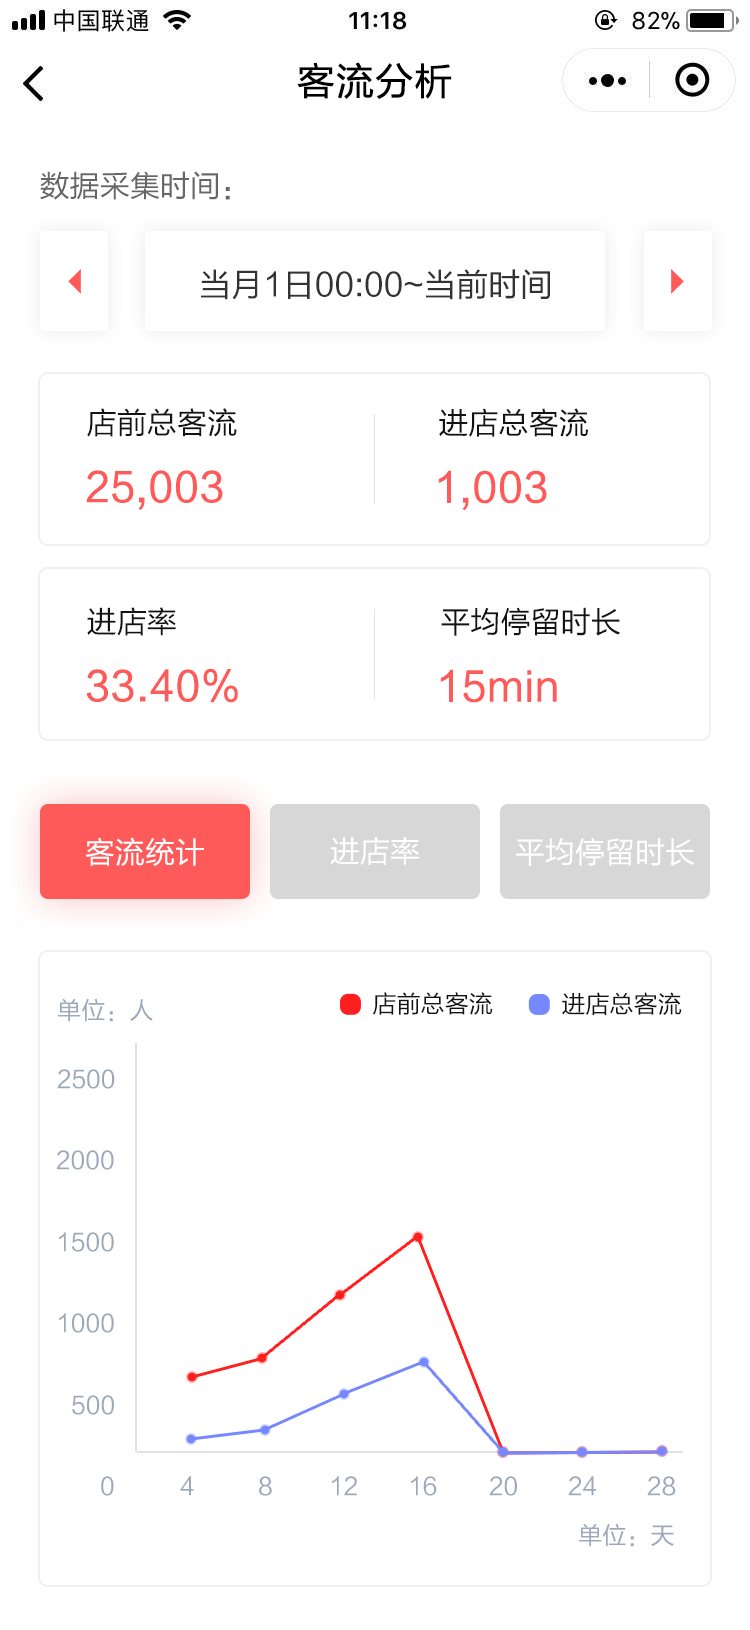 中国联通 11:18 82%
客流分析
数据采集时间：
当月1日00:00~当前时间
店前总客流 进店总客流
25,003 1,003
进店率 平均停留时长
33.40% 15min
客流统计 进店率 平均停留时长
单位：人 店前总客流 进店总客流
2500
2000
1500
1000
500
0 4 8 12 16 20 24 28
单位：天